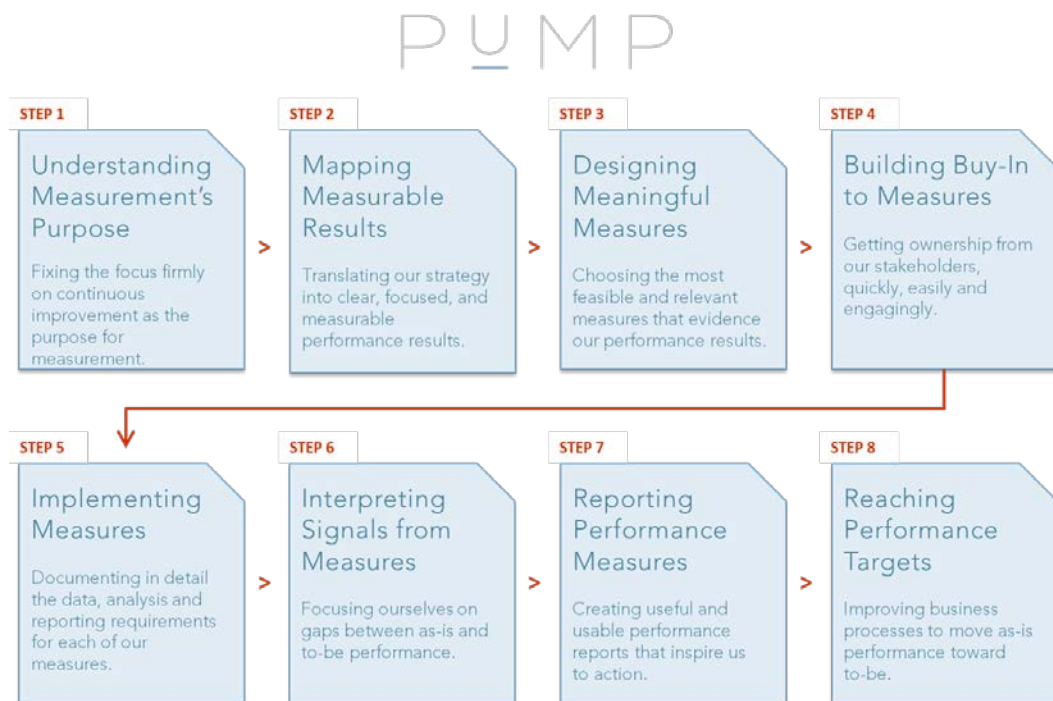 PUMP
STEP 1
Understanding
Measurement's
Purpose
Fixing the focus firmly
on continuous
improvement as the
purpose for
measurement.
>
STEP 2
Mapping
Measurable
Results
Translating our strategy
into clear, focused, and
measurable
performance results.
>
STEP 3
Designing
Meaningful
Measures
Choosing the most
feasible and relevant
measures that evidence
our performance results.
>
STEP 4
Building Buy-In
to Measures
Getting ownership from
our stakeholders,
quickly, easily and
engagingly.
STEP 5
Implementing
Measures
Documenting in detail
the data, analysis and
reporting requirements
for each of our
measures.
>
STEP 6
Interpreting
Signals from
Measures
Focusing ourselves on
gaps between as-is and
to-be performance.
>
STEP 7
Reporting
Performance
Measures
Creating useful and
usable performance
reports that inspire us
to action.
>
STEP 8
Reaching
Performance
Targets
Improving business
processes to move as-is
performance toward
to-be.